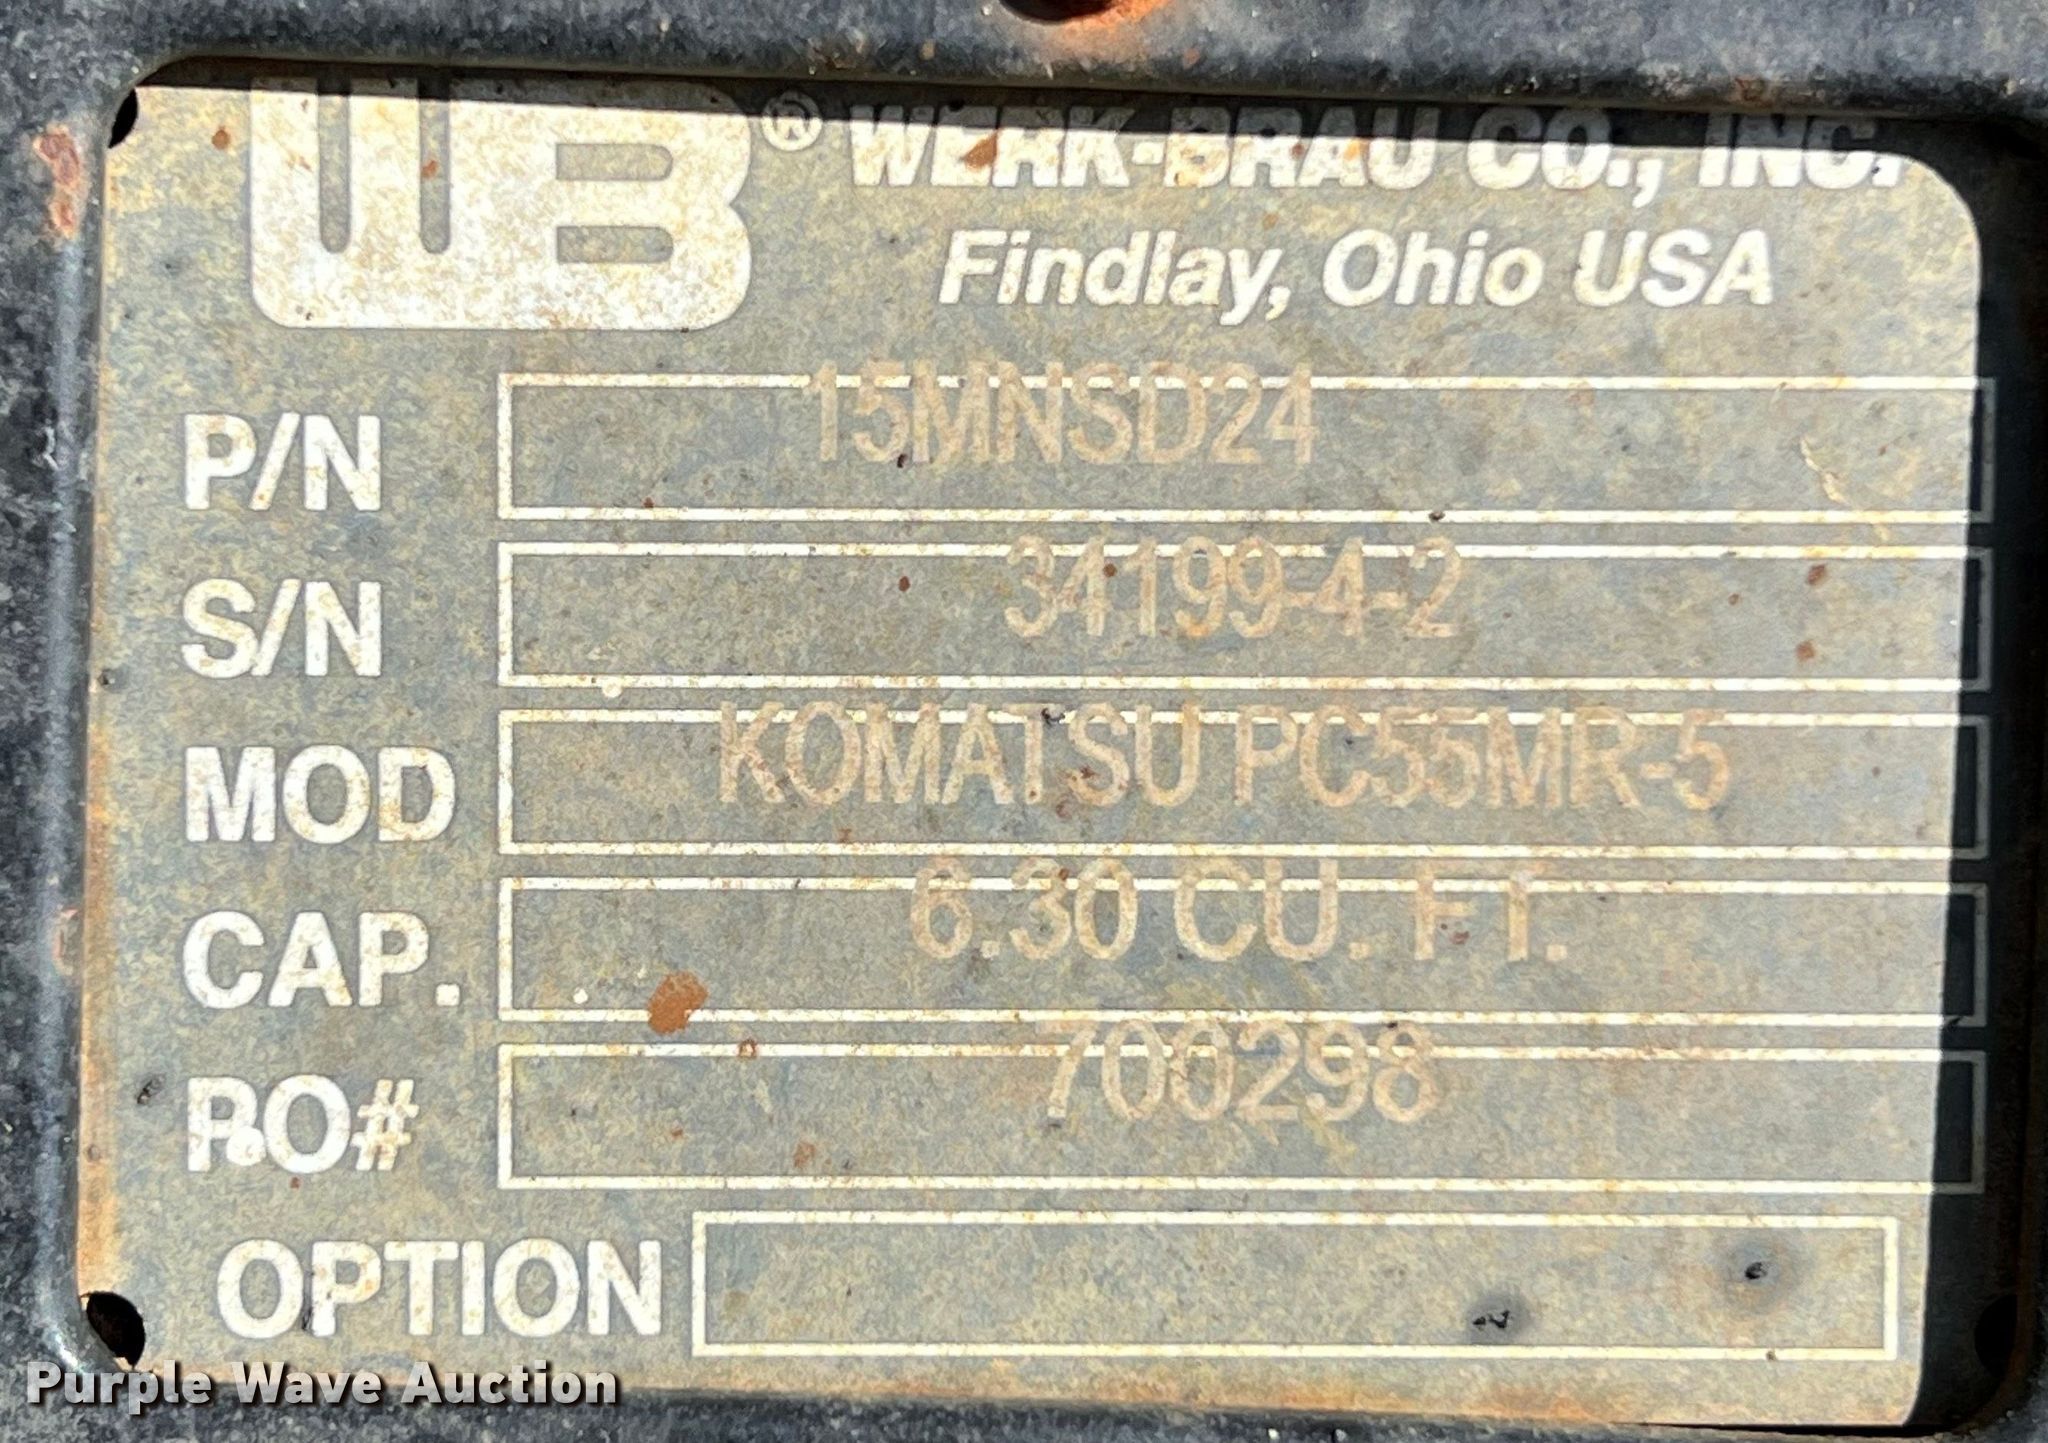 WB® WERK-BRAU CO., INC.
Findlay, Ohio USA
P/N 15MNSD24
S/N 34199-4-2
MOD KOMATSU PC55MR-5
CAP. 6.30 CU. FT.
P.O# 700298
OPTION
Purple Wave Auction